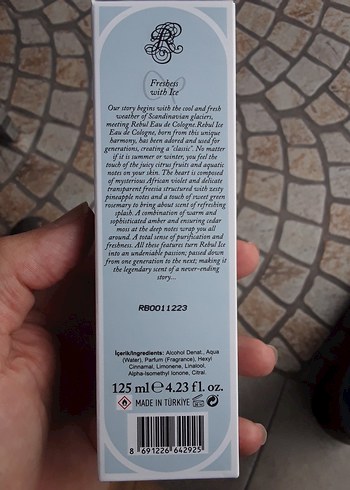 R
Freshess
with Ice
Our story begins with the cool and fresh
weather of Scandinavian glaciers,
meeting Rebul Eau de Cologne.Rebul Ice
Eau de Cologne, born from this unique
harmony, has been adored and used for
generations, creating a "classic". No matter
if it is summer or winter, you feel the
touch of the juicy citrus fruits and aquatic
notes on your skin. The heart is composed
of mysterious African violet and delicate
transparent freesia structured with tasty
pineapple notes and a touch of sweet green
rosemary to bring about scent of refreshing
splash. A combination of warm and
sophisticated amber and ensuring cedar
moss at the deep notes wrap you all
around. A total sense of purification and
freshness. All these features turn Rebul Ice
into an undeniable passion; passed down
from one generation to the next; making it
the legendary scent of a never-ending
story...
RB0011223
İçerik/Ingredients: Alcohol Denat., Aqua
(Water), Parfum (Fragrance), Hexyl
Cinnamal, Limonene, Linalool,
Alpha-Isomethyl Ionone, Citral.
125 ml ℮ 4.23 fl. oz.
MADE IN TÜRKİYE
8 691226 642925